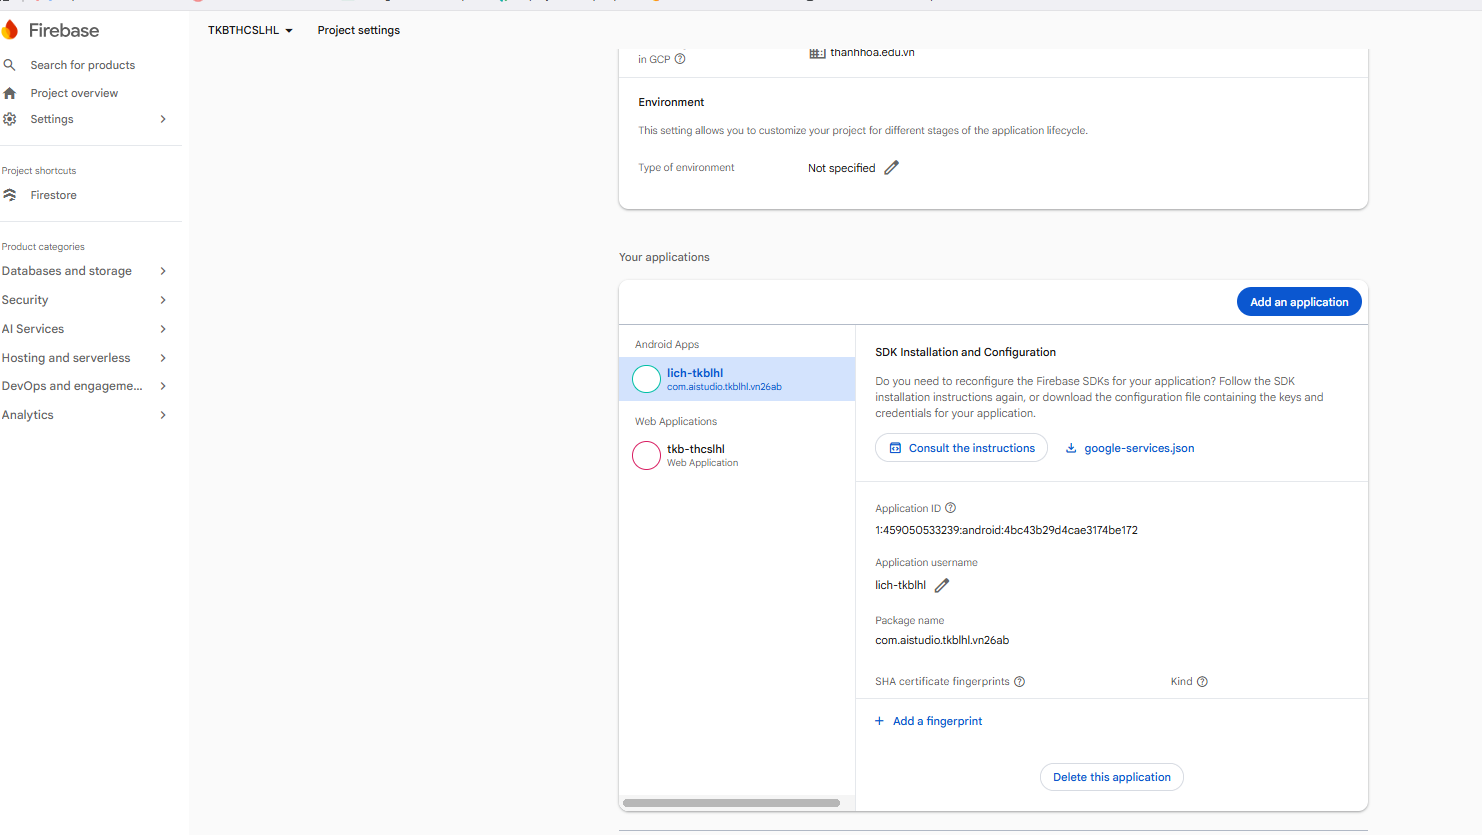 Firebase
TKBTHCSLHL
Project settings
Search for products
Project overview
Settings
Project shortcuts
Firestore
Product categories
Databases and storage
Security
AI Services
Hosting and serverless
DevOps and engageme...
Analytics
in GCP
thanhhoa.edu.vn
Environment
This setting allows you to customize your project for different stages of the application lifecycle.
Type of environment
Not specified
Your applications
Add an application
Android Apps
lich-tkblhl
com.aistudio.tkblhl.vn26ab
Web Applications
tkb-thcslhl
Web Application
SDK Installation and Configuration
Do you need to reconfigure the Firebase SDKs for your application? Follow the SDK
installation instructions again, or download the configuration file containing the keys and
credentials for your application.
Consult the instructions
google-services.json
Application ID
1:459050533239:android:4bc43b29d4cae3174be172
Application username
lich-tkblhl
Package name
com.aistudio.tkblhl.vn26ab
SHA certificate fingerprints
Kind
Add a fingerprint
Delete this application